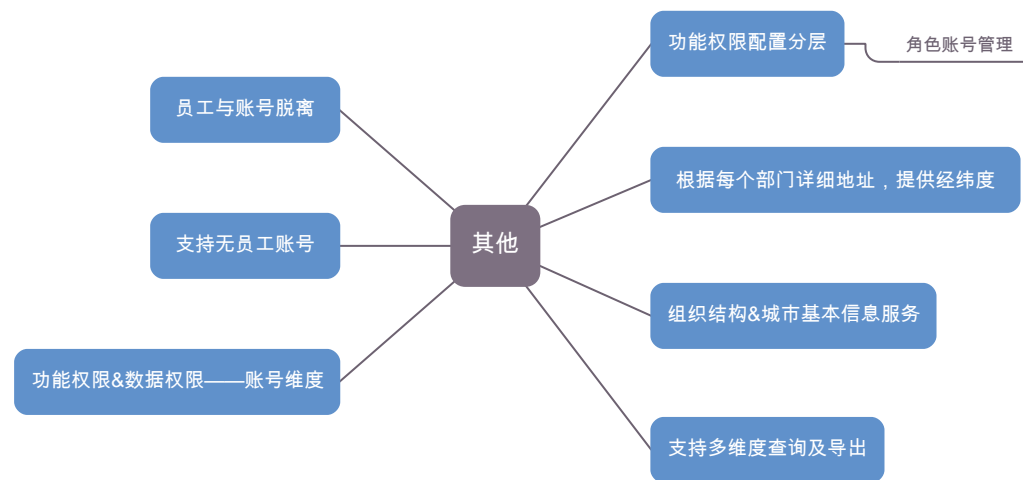 功能权限配置分层
角色账号管理
员工与账号脱离
根据每个部门详细地址，提供经纬度
其他
支持无员工账号
组织结构&城市基本信息服务
功能权限&数据权限——账号维度
支持多维度查询及导出